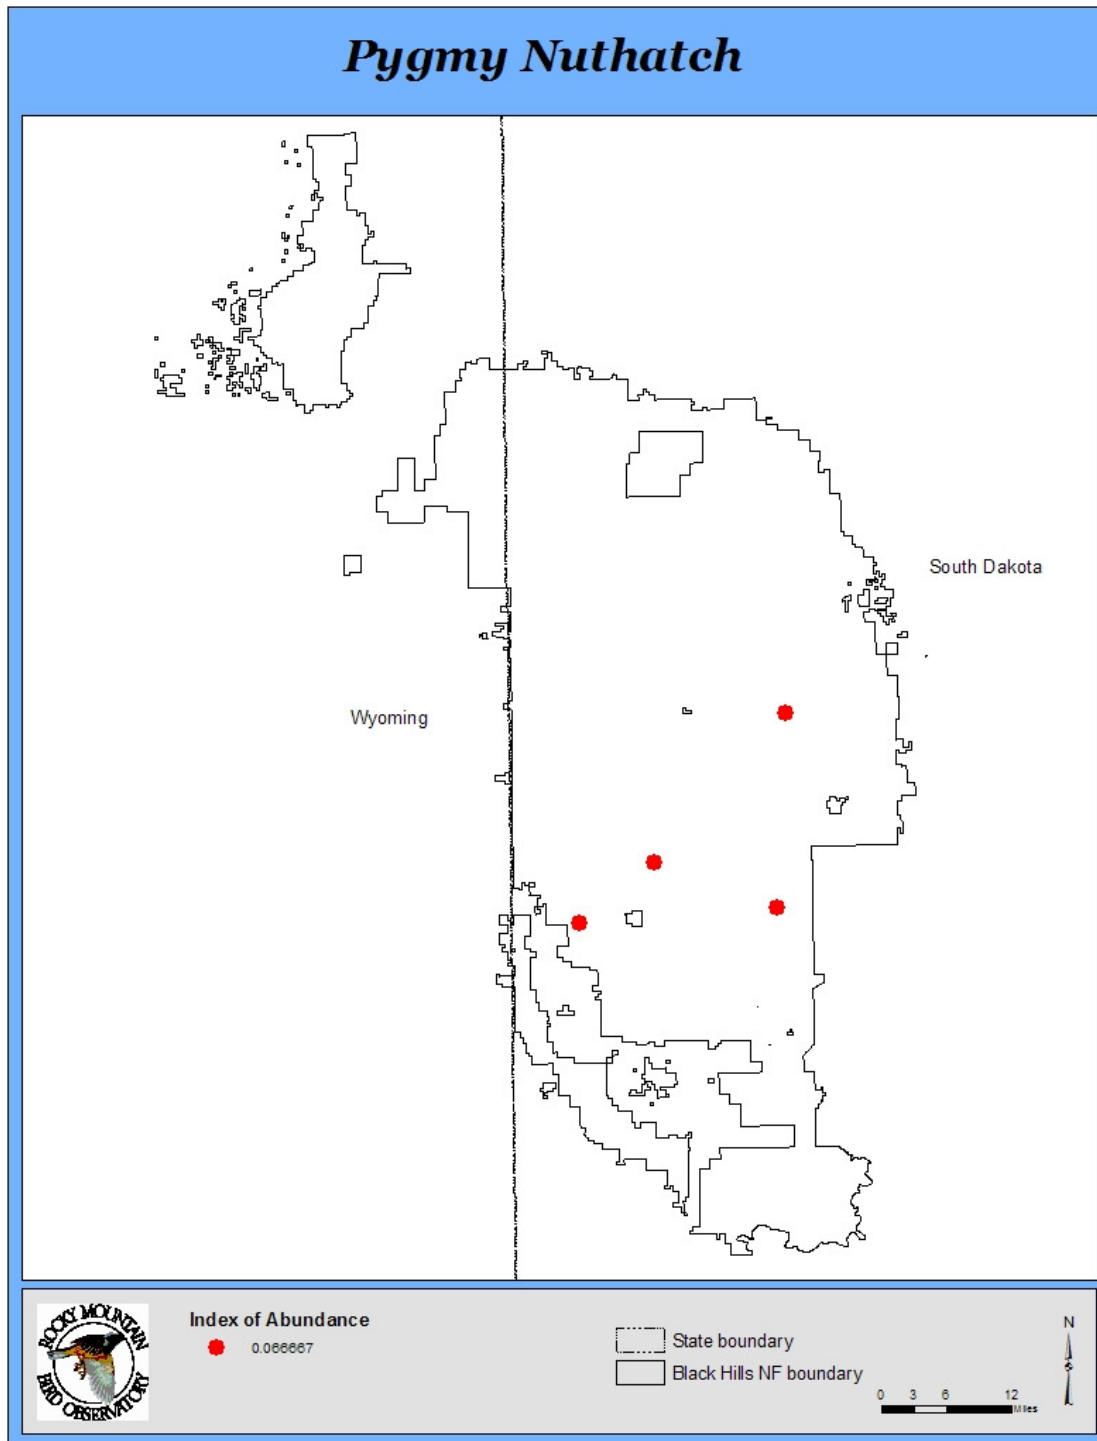 Pygmy Nuthatch
South Dakota
Wyoming
Index of Abundance
0.066667
State boundary
Black Hills NF boundary
N
0 3 6 12
Miles
ROCKY MOUNTAIN
BIRD OBSERVATORY